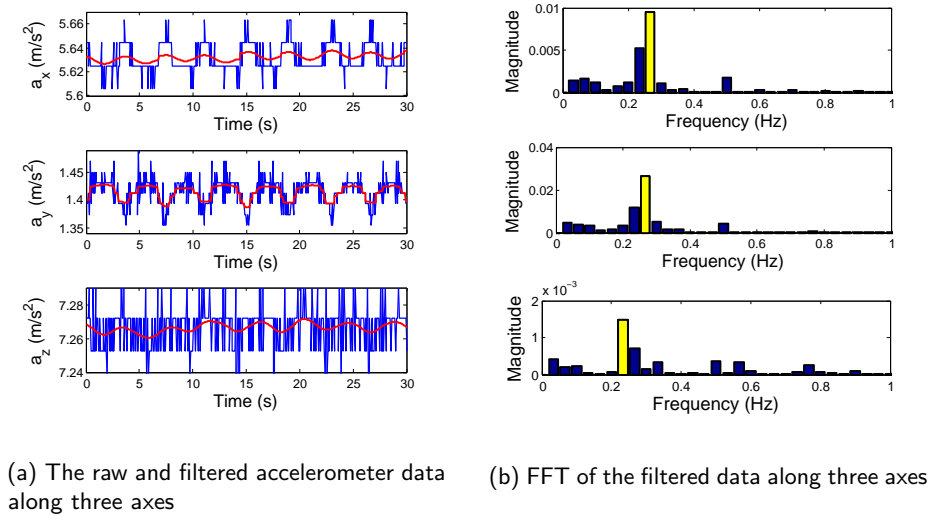 5.66
5.62
5.6
a_x (m/s²)
0 5 10 15 20 25 30
Time (s)
1.45
1.4
1.35
a_y (m/s²)
0 5 10 15 20 25 30
Time (s)
7.28
7.26
7.24
a_z (m/s²)
0 5 10 15 20 25 30
Time (s)
0.01
0.005
0
Magnitude
0 0.2 0.4 0.6 0.8 1
Frequency (Hz)
0.04
0.02
0
Magnitude
0 0.2 0.4 0.6 0.8 1
Frequency (Hz)
x 10⁻³
2
1
0
Magnitude
0 0.2 0.4 0.6 0.8 1
Frequency (Hz)
(a) The raw and filtered accelerometer data
along three axes
(b) FFT of the filtered data along three axes